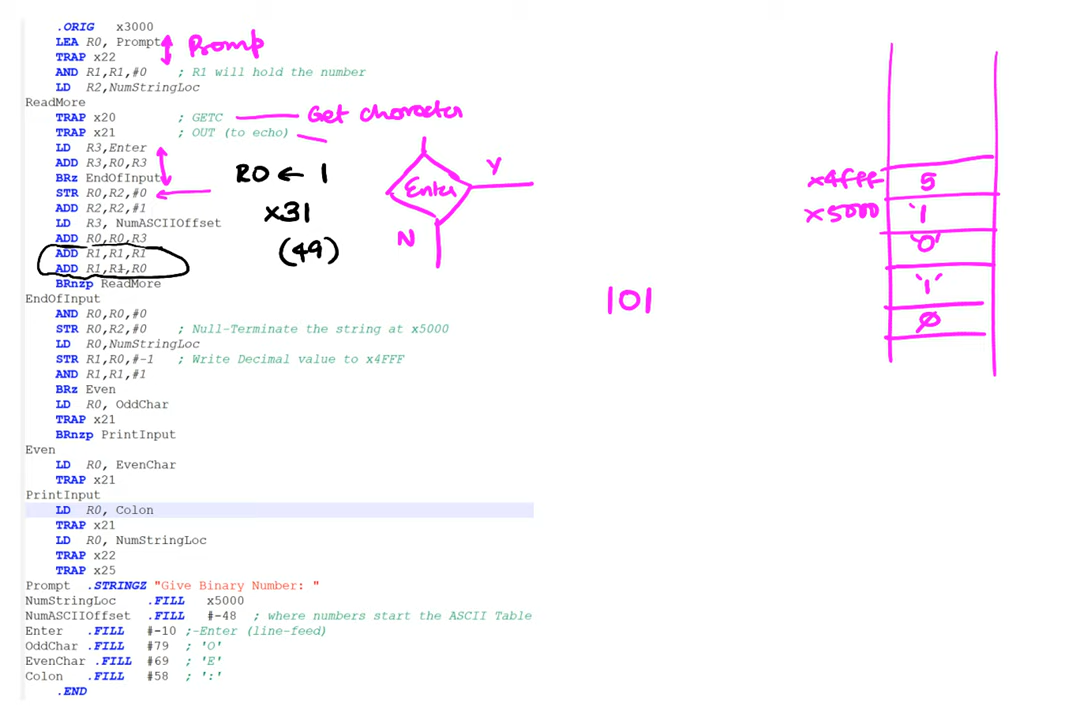 .ORIG x3000
LEA R0, Prompt
TRAP x22
AND R1,R1,#0 ; R1 will hold the number
LD R2,NumStringLoc
ReadMore
TRAP x20 ; GETC
TRAP x21 ; OUT (to echo)
LD R3,Enter
ADD R3,R0,R3
BRz EndOfInput
STR R0,R2,#0
ADD R2,R2,#1
LD R3, NumASCIIOffset
ADD R0,R0,R3
ADD R1,R1,R1
ADD R1,R1,R0
BRnzp ReadMore
EndOfInput
AND R0,R0,#0
STR R0,R2,#0 ; Null-Terminate the string at x5000
LD R0,NumStringLoc
STR R1,R0,#-1 ; Write Decimal value to x4FFF
AND R1,R1,#1
BRz Even
LD R0, OddChar
TRAP x21
BRnzp PrintInput
Even
LD R0, EvenChar
TRAP x21
PrintInput
LD R0, Colon
TRAP x21
LD R0, NumStringLoc
TRAP x22
TRAP x25
Prompt .STRINGZ "Give Binary Number: "
NumStringLoc .FILL x5000
NumASCIIOffset .FILL #-48 ; where numbers start the ASCII Table
Enter .FILL #-10 ;-Enter (line-feed)
OddChar .FILL #79 ; 'O'
EvenChar .FILL #69 ; 'E'
Colon .FILL #58 ; ':'
.END
Promp
Get character
R0 ← 1
x31
(49)
Enter
Y
N
101
x4fff 5
x5000 '1
'0'
'1'
Ø